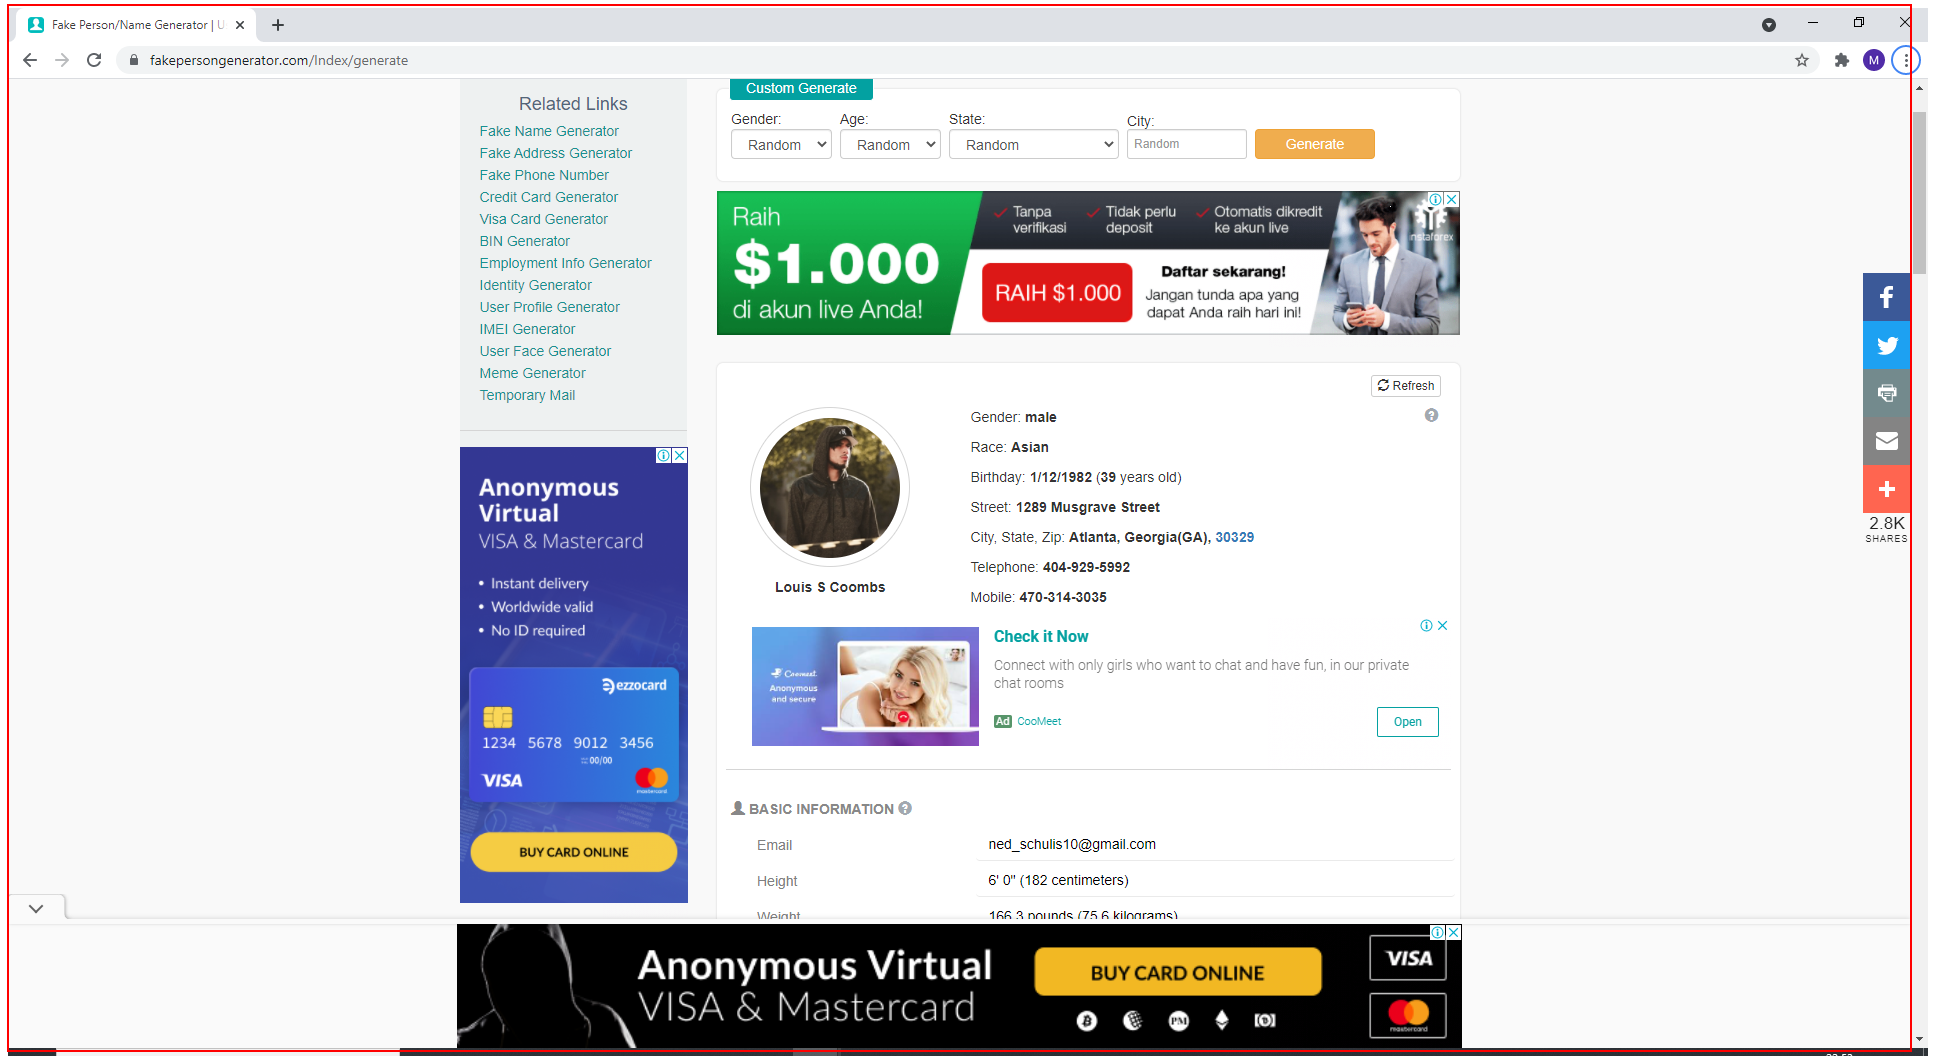 Fake Person/Name Generator | U
fakepersongenerator.com/Index/generate
M
Related Links
Fake Name Generator
Fake Address Generator
Fake Phone Number
Credit Card Generator
Visa Card Generator
BIN Generator
Employment Info Generator
Identity Generator
User Profile Generator
IMEI Generator
User Face Generator
Meme Generator
Temporary Mail
Custom Generate
Gender: Age: State: City:
Random Random Random Random Generate
Raih
$1.000
di akun live Anda!
Tanpa verifikasi
Tidak perlu deposit
Otomatis dikredit ke akun live
instaforex
RAIH $1.000
Daftar sekarang!
Jangan tunda apa yang
dapat Anda raih hari ini!
Refresh
Louis S Coombs
Gender: male
Race: Asian
Birthday: 1/12/1982 (39 years old)
Street: 1289 Musgrave Street
City, State, Zip: Atlanta, Georgia(GA), 30329
Telephone: 404-929-5992
Mobile: 470-314-3035
2.8K
SHARES
Anonymous
Virtual
VISA & Mastercard
• Instant delivery
• Worldwide valid
• No ID required
ezzocard
1234 5678 9012 3456
00/00
VISA
mastercard
BUY CARD ONLINE
Coomeet
Anonymous
and secure
Check it Now
Connect with only girls who want to chat and have fun, in our private
chat rooms
Ad CooMeet
Open
BASIC INFORMATION
Email ned_schulis10@gmail.com
Height 6' 0" (182 centimeters)
Weight 166.3 pounds (75.6 kilograms)
Anonymous Virtual
VISA & Mastercard
BUY CARD ONLINE
PM
VISA
mastercard